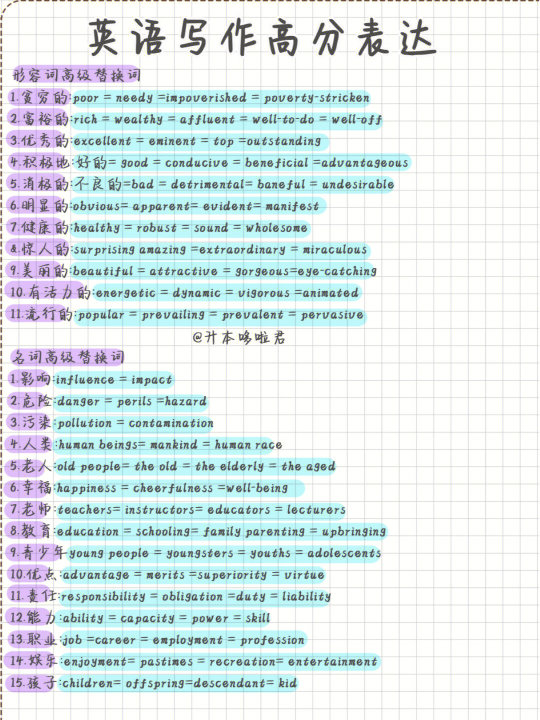 英语写作高分表达
形容词高级替换词
1.贫穷的:poor = needy =impoverished = poverty-stricken
2.富裕的:rich = wealthy = affluent = well-to-do = well-off
3.优秀的:excellent = eminent = top =outstanding
4.积极地:好的= good = conducive = beneficial =advantageous
5.消极的:不良的=bad = detrimental= baneful = undesirable
6.明显的:obvious= apparent= evident= manifest
7.健康的:healthy = robust = sound = wholesome
8.惊人的:surprising amazing =extraordinary = miraculous
9.美丽的:beautiful = attractive = gorgeous=eye-catching
10.有活力的:energetic = dynamic = vigorous =animated
11.流行的:popular = prevailing = prevalent = pervasive
@升本哆啦君
名词高级替换词
1.影响:influence = impact
2.危险:danger = perils =hazard
3.污染:pollution = contamination
4.人类:human beings= mankind = human race
5.老人:old people= the old = the elderly = the aged
6.幸福:happiness = cheerfulness =well-being
7.老师:teachers= instructors= educators = lecturers
8.教育:education = schooling= family parenting = upbringing
9.青少年young people = youngsters = youths = adolescents
10.优点:advantage = merits =superiority = virtue
11.责任:responsibility = obligation =duty = liability
12.能力:ability = capacity = power = skill
13.职业:job =career = employment = profession
14.娱乐:enjoyment= pastimes = recreation= entertainment
15.孩子:children= offspring=descendant= kid